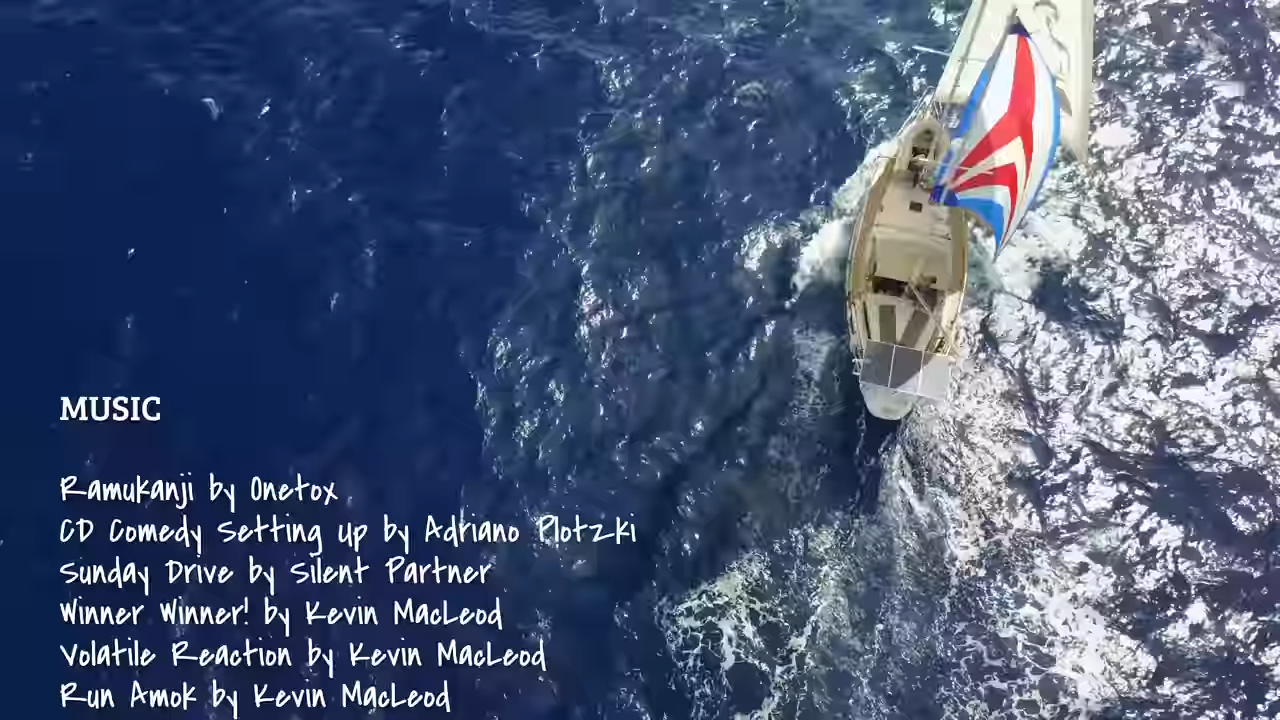 MUSIC
Ramukanji by Onetox
CD Comedy Setting Up by Adriano Plotzki
Sunday Drive by Silent Partner
Winner Winner! by Kevin MacLeod
Volatile Reaction by Kevin MacLeod
Run Amok by Kevin MacLeod